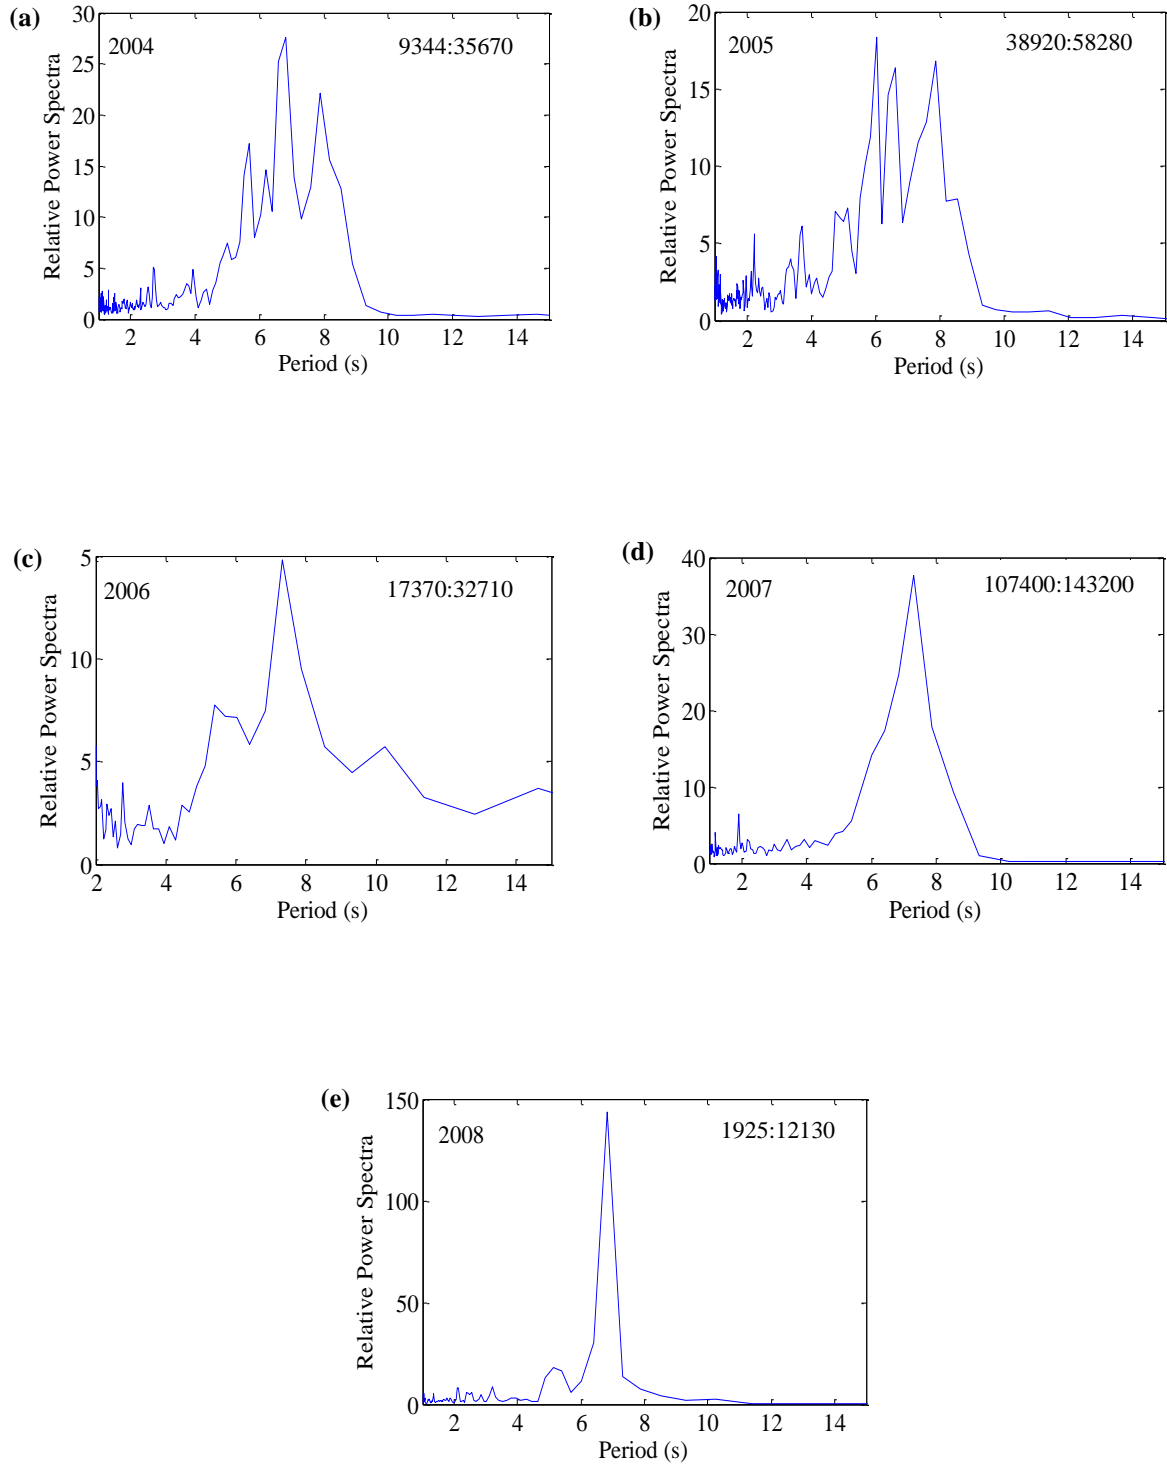 (a)
2004 9344:35670
Relative Power Spectra
30
25
20
15
10
5
0
2 4 6 8 10 12 14
Period (s)
(b)
2005 38920:58280
Relative Power Spectra
20
15
10
5
0
2 4 6 8 10 12 14
Period (s)
(c)
2006 17370:32710
Relative Power Spectra
5
10
5
0
2 4 6 8 10 12 14
Period (s)
(d)
2007 107400:143200
Relative Power Spectra
40
30
20
10
0
2 4 6 8 10 12 14
Period (s)
(e)
2008 1925:12130
Relative Power Spectra
150
100
50
0
2 4 6 8 10 12 14
Period (s)